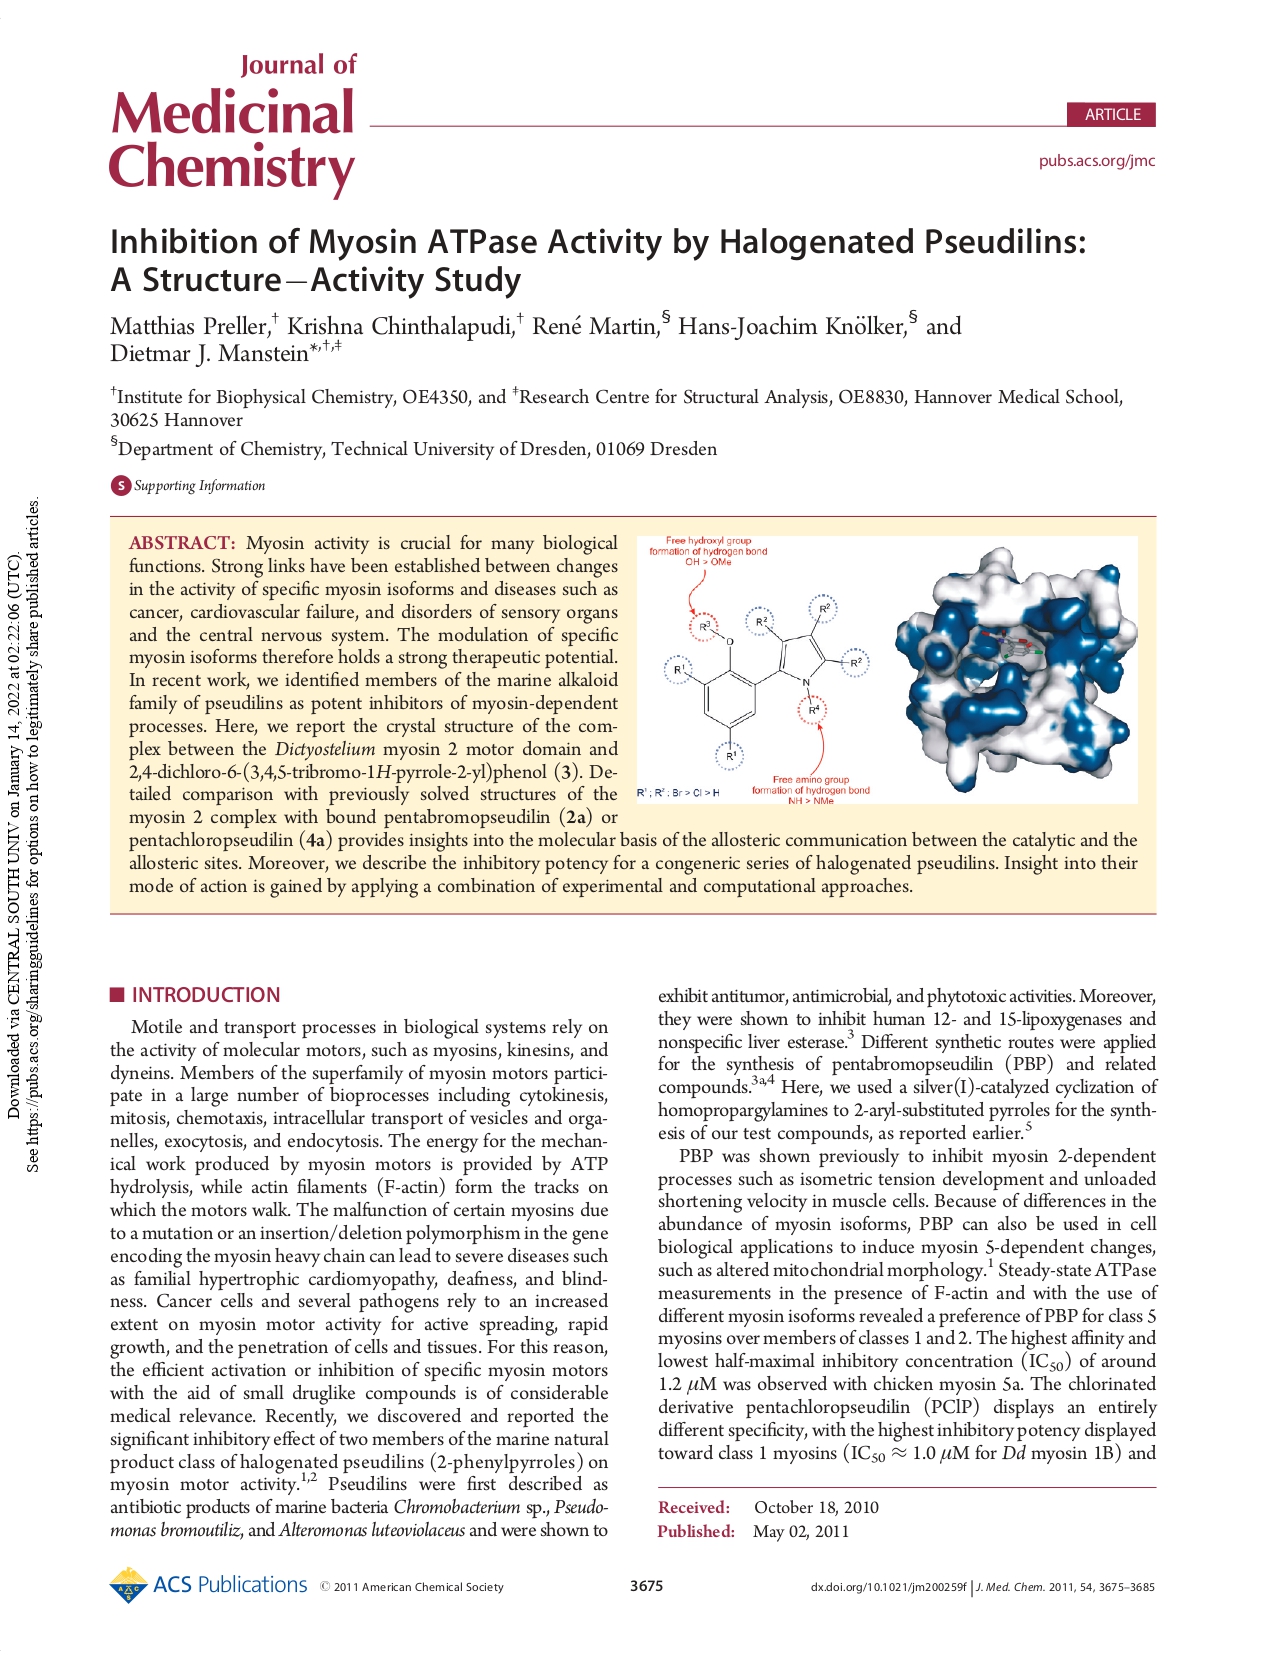 Journal of
Medicinal
Chemistry
ARTICLE
pubs.acs.org/jmc
Inhibition of Myosin ATPase Activity by Halogenated Pseudilins:
A Structure−Activity Study
Matthias Preller,† Krishna Chinthalapudi,† René Martin,§ Hans-Joachim Knölker,§ and
Dietmar J. Manstein*,†,‡
†Institute for Biophysical Chemistry, OE4350, and ‡Research Centre for Structural Analysis, OE8830, Hannover Medical School,
30625 Hannover
§Department of Chemistry, Technical University of Dresden, 01069 Dresden
S Supporting Information
ABSTRACT: Myosin activity is crucial for many biological
functions. Strong links have been established between changes
in the activity of specific myosin isoforms and diseases such as
cancer, cardiovascular failure, and disorders of sensory organs
and the central nervous system. The modulation of specific
myosin isoforms therefore holds a strong therapeutic potential.
In recent work, we identified members of the marine alkaloid
family of pseudilins as potent inhibitors of myosin-dependent
processes. Here, we report the crystal structure of the com-
plex between the Dictyostelium myosin 2 motor domain and
2,4-dichloro-6-(3,4,5-tribromo-1H-pyrrole-2-yl)phenol (3). De-
tailed comparison with previously solved structures of the
myosin 2 complex with bound pentabromopseudilin (2a) or
pentachloropseudilin (4a) provides insights into the molecular basis of the allosteric communication between the catalytic and the
allosteric sites. Moreover, we describe the inhibitory potency for a congeneric series of halogenated pseudilins. Insight into their
mode of action is gained by applying a combination of experimental and computational approaches.
Free hydroxyl group
formation of hydrogen bond
OH > OMe
R³
O
R²
R²
R²
R¹
N
R⁴
R¹
Free amino group
formation of hydrogen bond
NH > NMe
R¹ ; R² : Br > Cl > H
INTRODUCTION
Motile and transport processes in biological systems rely on
the activity of molecular motors, such as myosins, kinesins, and
dyneins. Members of the superfamily of myosin motors partici-
pate in a large number of bioprocesses including cytokinesis,
mitosis, chemotaxis, intracellular transport of vesicles and orga-
nelles, exocytosis, and endocytosis. The energy for the mechan-
ical work produced by myosin motors is provided by ATP
hydrolysis, while actin filaments (F-actin) form the tracks on
which the motors walk. The malfunction of certain myosins due
to a mutation or an insertion/deletion polymorphism in the gene
encoding the myosin heavy chain can lead to severe diseases such
as familial hypertrophic cardiomyopathy, deafness, and blind-
ness. Cancer cells and several pathogens rely to an increased
extent on myosin motor activity for active spreading, rapid
growth, and the penetration of cells and tissues. For this reason,
the efficient activation or inhibition of specific myosin motors
with the aid of small druglike compounds is of considerable
medical relevance. Recently, we discovered and reported the
significant inhibitory effect of two members of the marine natural
product class of halogenated pseudilins (2-phenylpyrroles) on
myosin motor activity.1,2 Pseudilins were first described as
antibiotic products of marine bacteria Chromobacterium sp., Pseudo-
monas bromoutiliz, and Alteromonas luteoviolaceus and were shown to
exhibit antitumor, antimicrobial, and phytotoxic activities. Moreover,
they were shown to inhibit human 12- and 15-lipoxygenases and
nonspecific liver esterase.3 Different synthetic routes were applied
for the synthesis of pentabromopseudilin (PBP) and related
compounds.3a,4 Here, we used a silver(I)-catalyzed cyclization of
homopropargylamines to 2-aryl-substituted pyrroles for the synth-
esis of our test compounds, as reported earlier.5
PBP was shown previously to inhibit myosin 2-dependent
processes such as isometric tension development and unloaded
shortening velocity in muscle cells. Because of differences in the
abundance of myosin isoforms, PBP can also be used in cell
biological applications to induce myosin 5-dependent changes,
such as altered mitochondrial morphology.1 Steady-state ATPase
measurements in the presence of F-actin and with the use of
different myosin isoforms revealed a preference of PBP for class 5
myosins over members of classes 1 and 2. The highest affinity and
lowest half-maximal inhibitory concentration (IC50) of around
1.2 μM was observed with chicken myosin 5a. The chlorinated
derivative pentachloropseudilin (PClP) displays an entirely
different specificity, with the highest inhibitory potency displayed
toward class 1 myosins (IC50 ≈ 1.0 μM for Dd myosin 1B) and
Received: October 18, 2010
Published: May 02, 2011
ACS Publications © 2011 American Chemical Society
3675
dx.doi.org/10.1021/jm200259f | J. Med. Chem. 2011, 54, 3675–3685
Downloaded via CENTRAL SOUTH UNIV on January 14, 2022 at 02:22:06 (UTC).
See https://pubs.acs.org/sharingguidelines for options on how to legitimately share published articles.